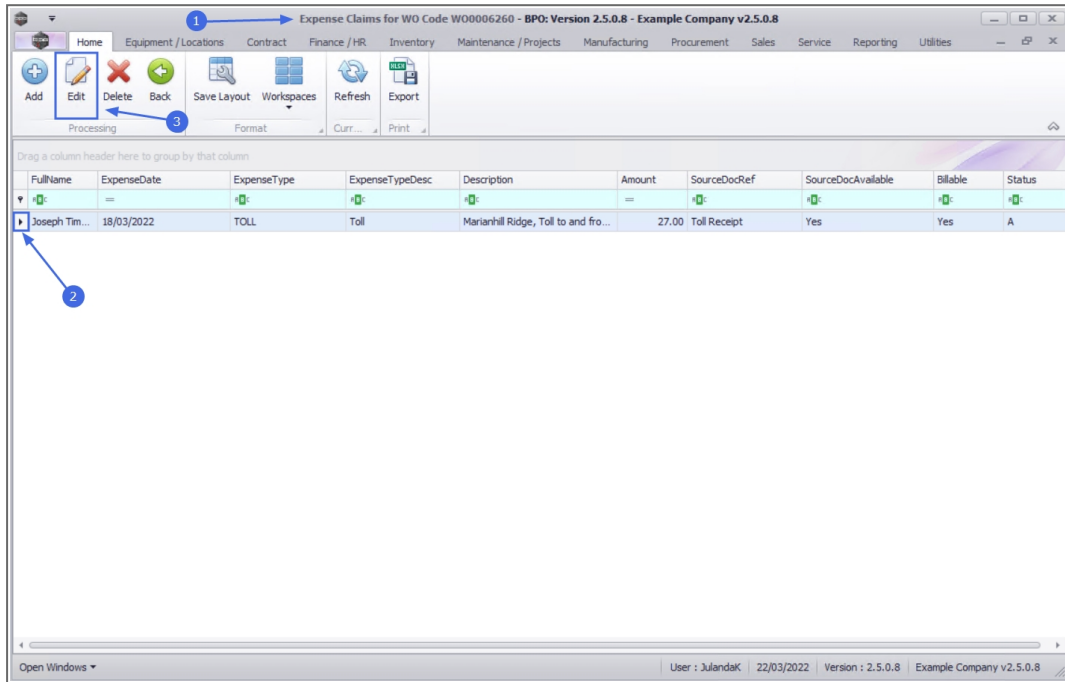 1 Expense Claims for WO Code WO0006260 - BPO: Version 2.5.0.8 - Example Company v2.5.0.8
Home Equipment / Locations Contract Finance / HR Inventory Maintenance / Projects Manufacturing Procurement Sales Service Reporting Utilities
Add Edit Delete Back Save Layout Workspaces Refresh Export
3
Processing Format Curr... Print
Drag a column header here to group by that column
FullName ExpenseDate ExpenseType ExpenseTypeDesc Description Amount SourceDocRef SourceDocAvailable Billable Status
= =
Joseph Tim... 18/03/2022 TOLL Toll Marianhill Ridge, Toll to and fro... 27.00 Toll Receipt Yes Yes A
2
Open Windows User : JulandaK 22/03/2022 Version : 2.5.0.8 Example Company v2.5.0.8